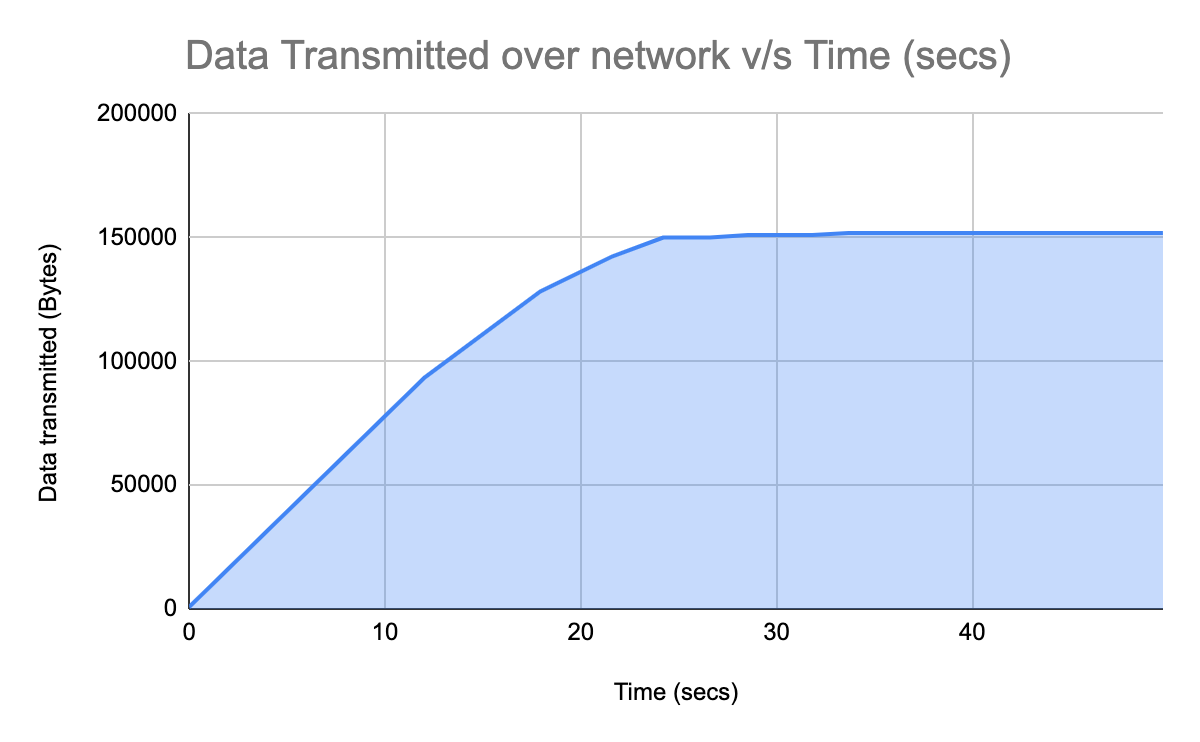 Data Transmitted over network v/s Time (secs)
200000
150000
100000
50000
0
Data transmitted (Bytes)
0 10 20 30 40
Time (secs)